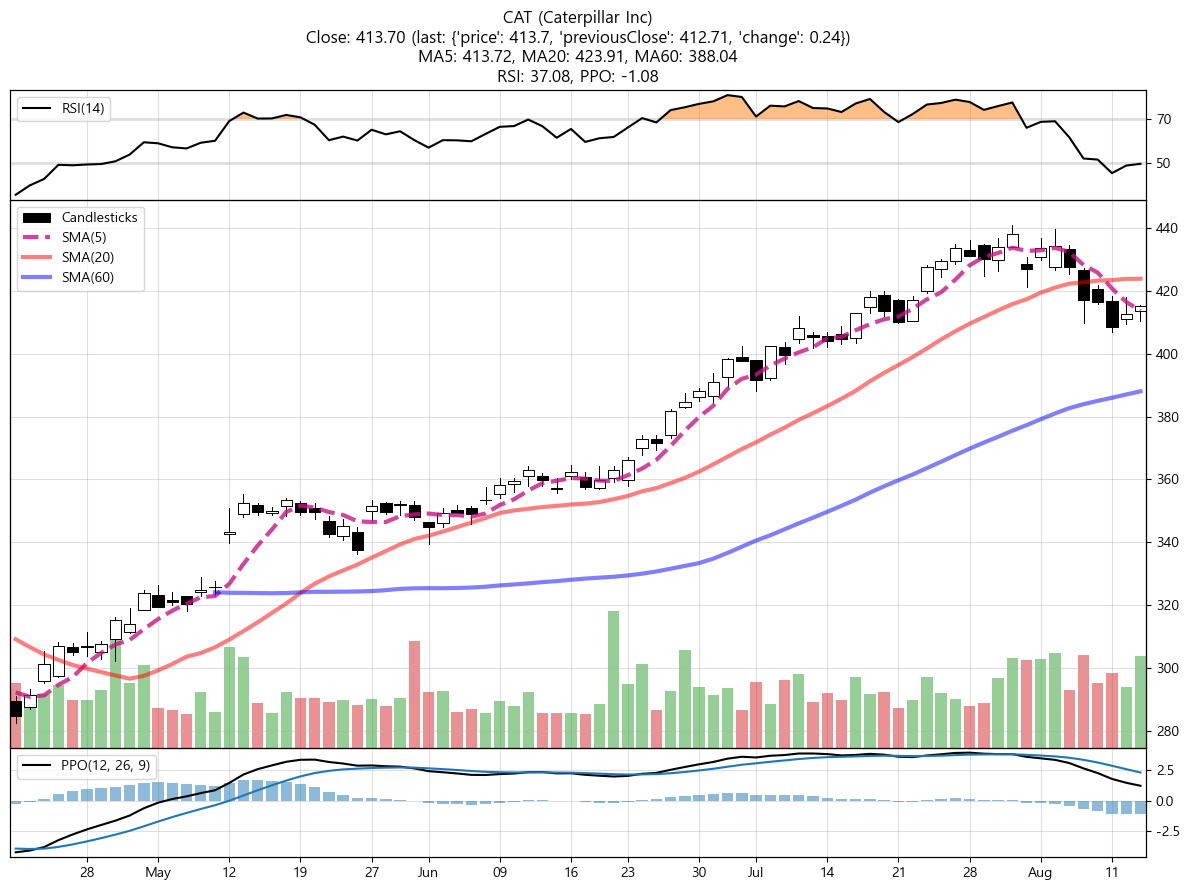 CAT (Caterpillar Inc)
Close: 413.70 (last: {'price': 413.7, 'previousClose': 412.71, 'change': 0.24})
MA5: 413.72, MA20: 423.91, MA60: 388.04
RSI: 37.08, PPO: -1.08
RSI(14)
70
50
Candlesticks
SMA(5)
SMA(20)
SMA(60)
440
420
400
380
360
340
320
300
280
PPO(12, 26, 9)
2.5
0.0
−2.5
28 May 12 19 27 Jun 09 16 23 30 Jul 14 21 28 Aug 11